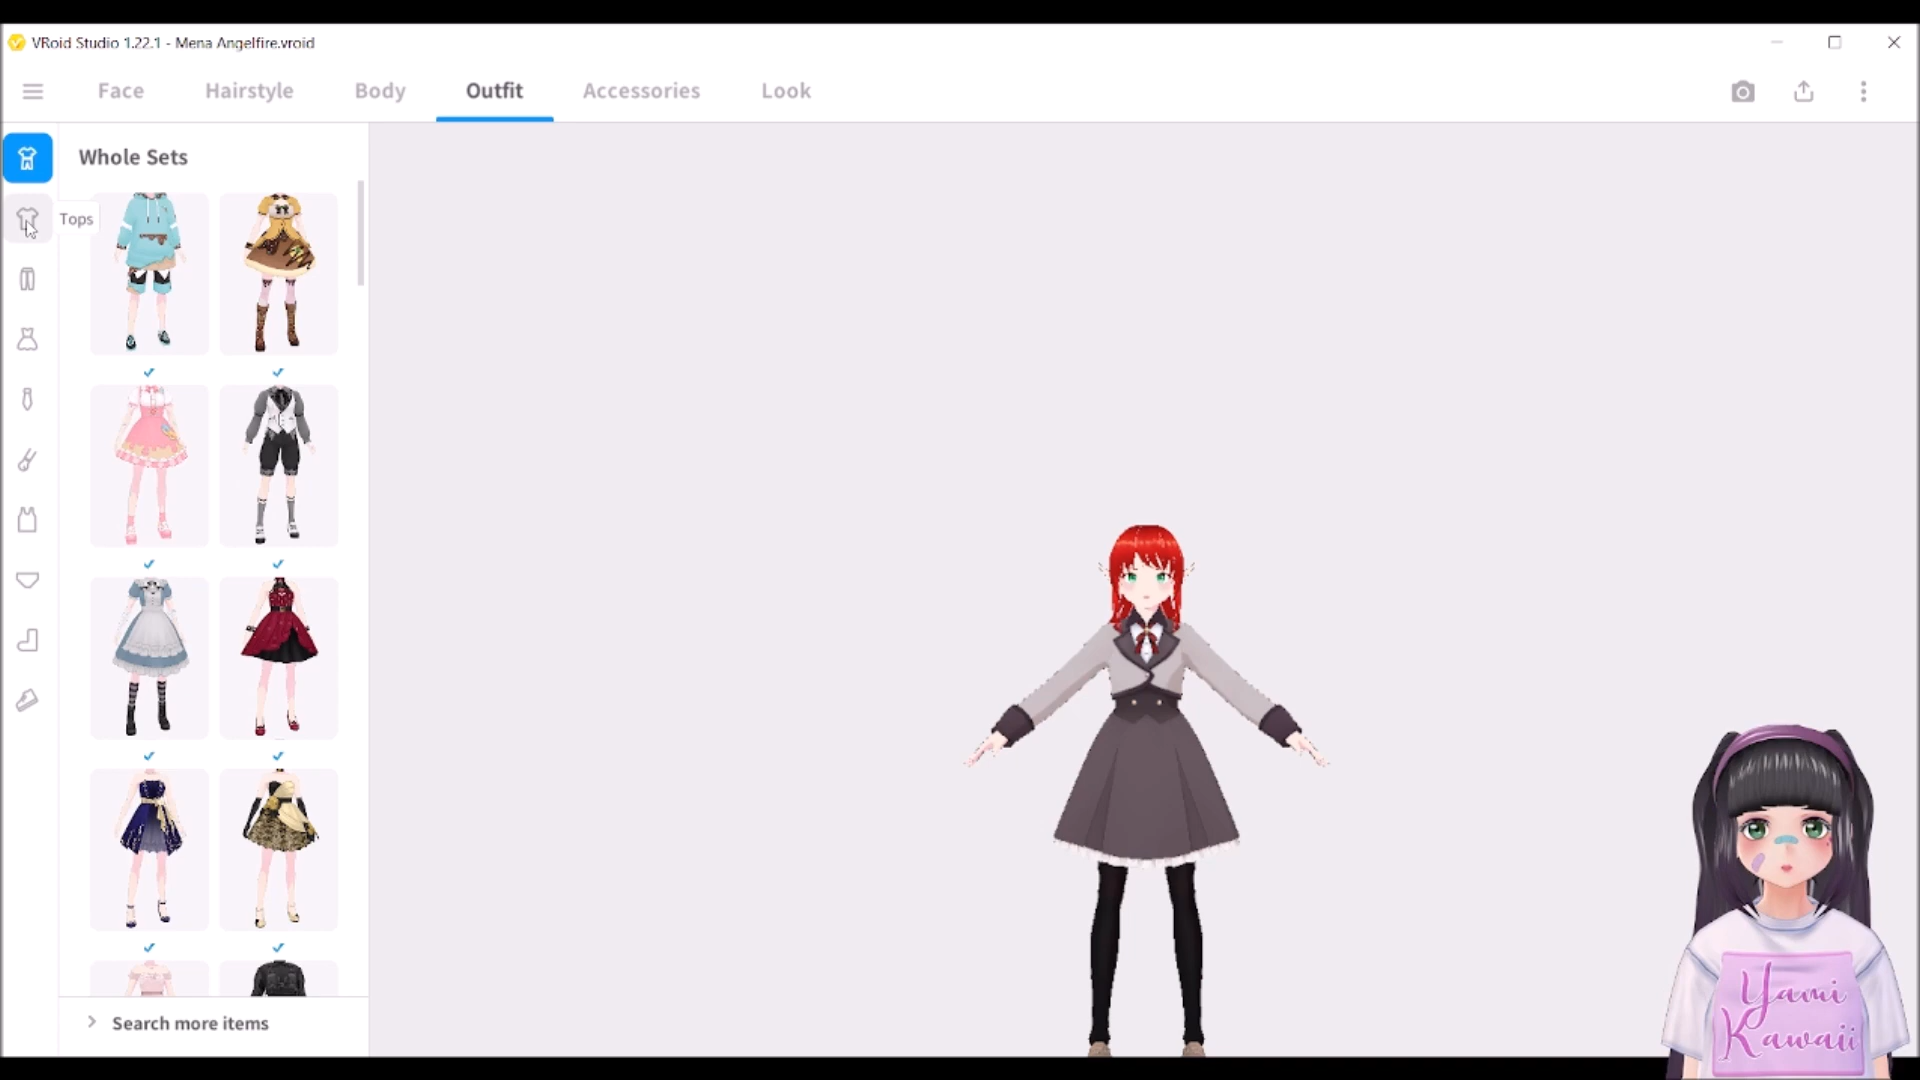 VRoid Studio 1.22.1 - Mena Angelfire.vroid
Face Hairstyle Body Outfit Accessories Look
Whole Sets
Tops
Search more items
Yami
Kawaii